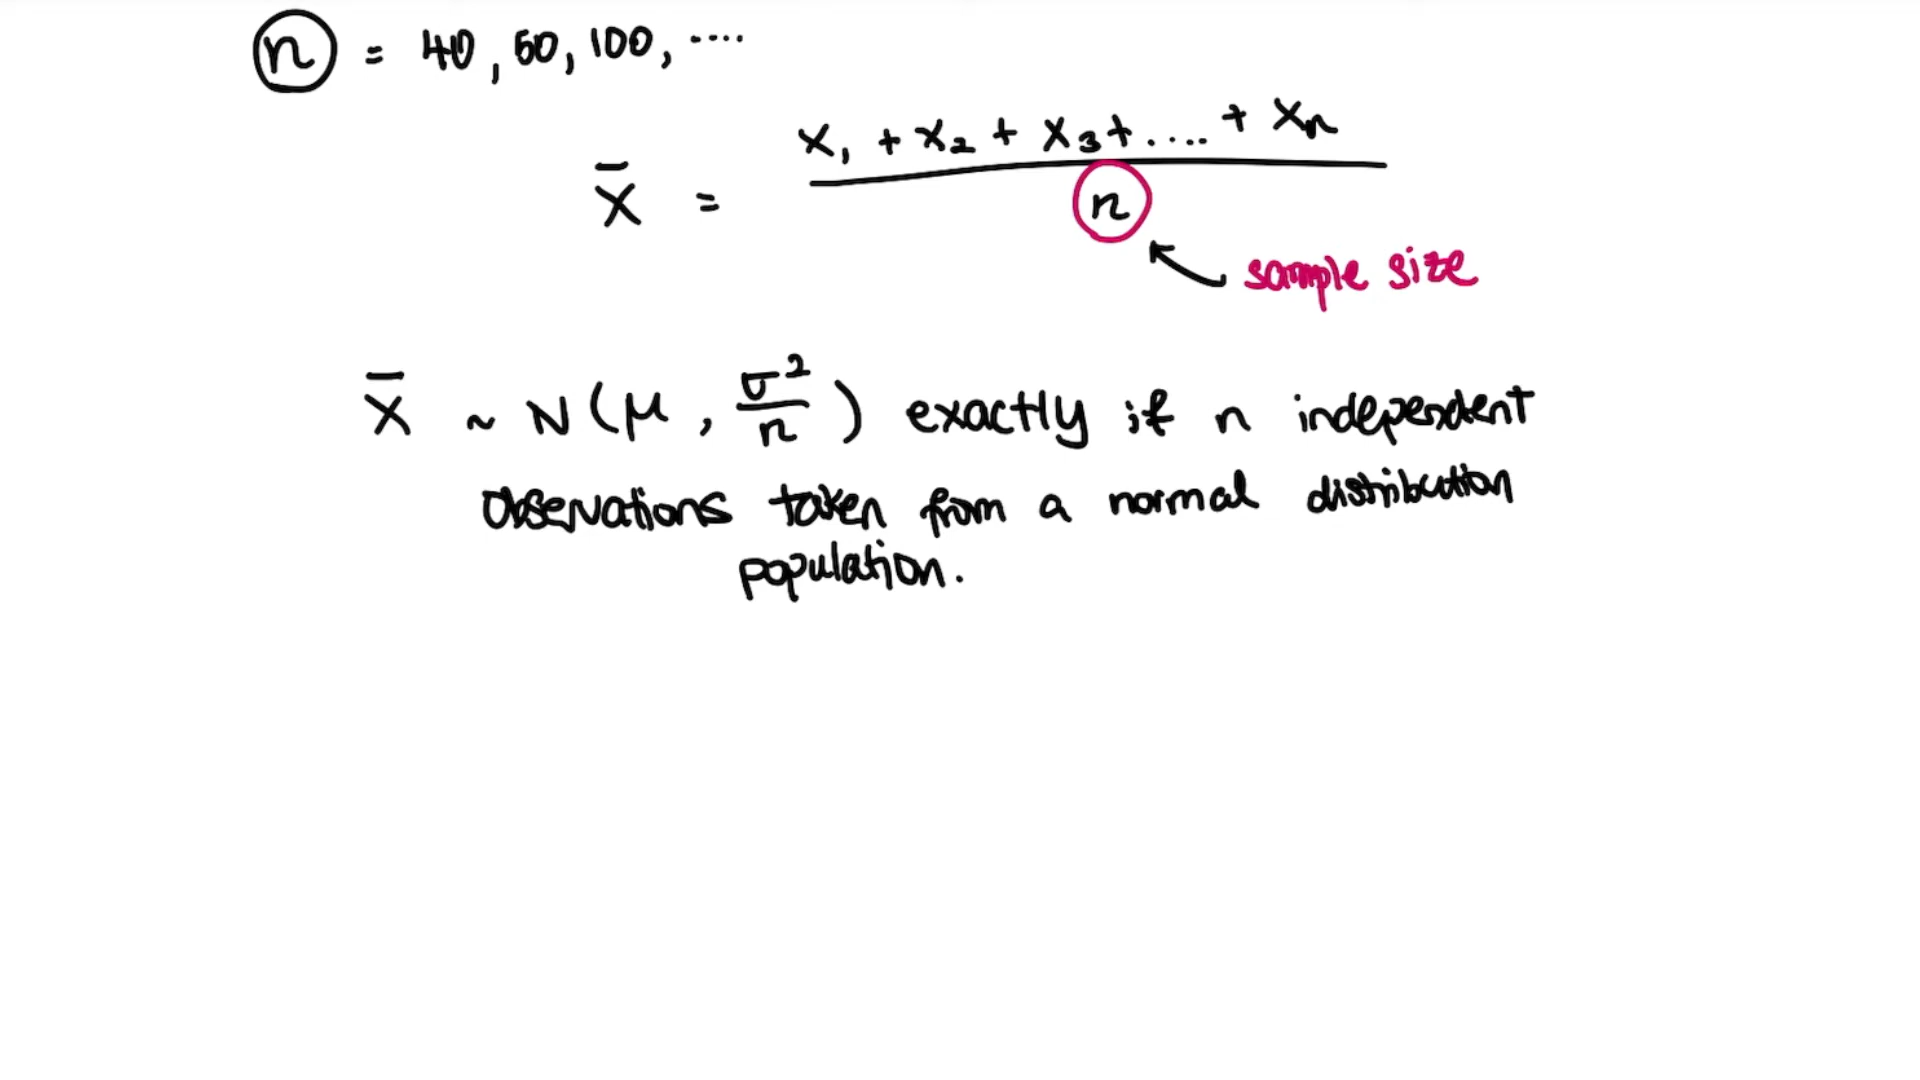 n = 40, 50, 100, ....
X̄ = (X₁ + X₂ + X₃ + .... + Xₙ) / n
sample size
X̄ ~ N(μ, σ²/n) exactly if n independent
observations taken from a normal distribution
population.